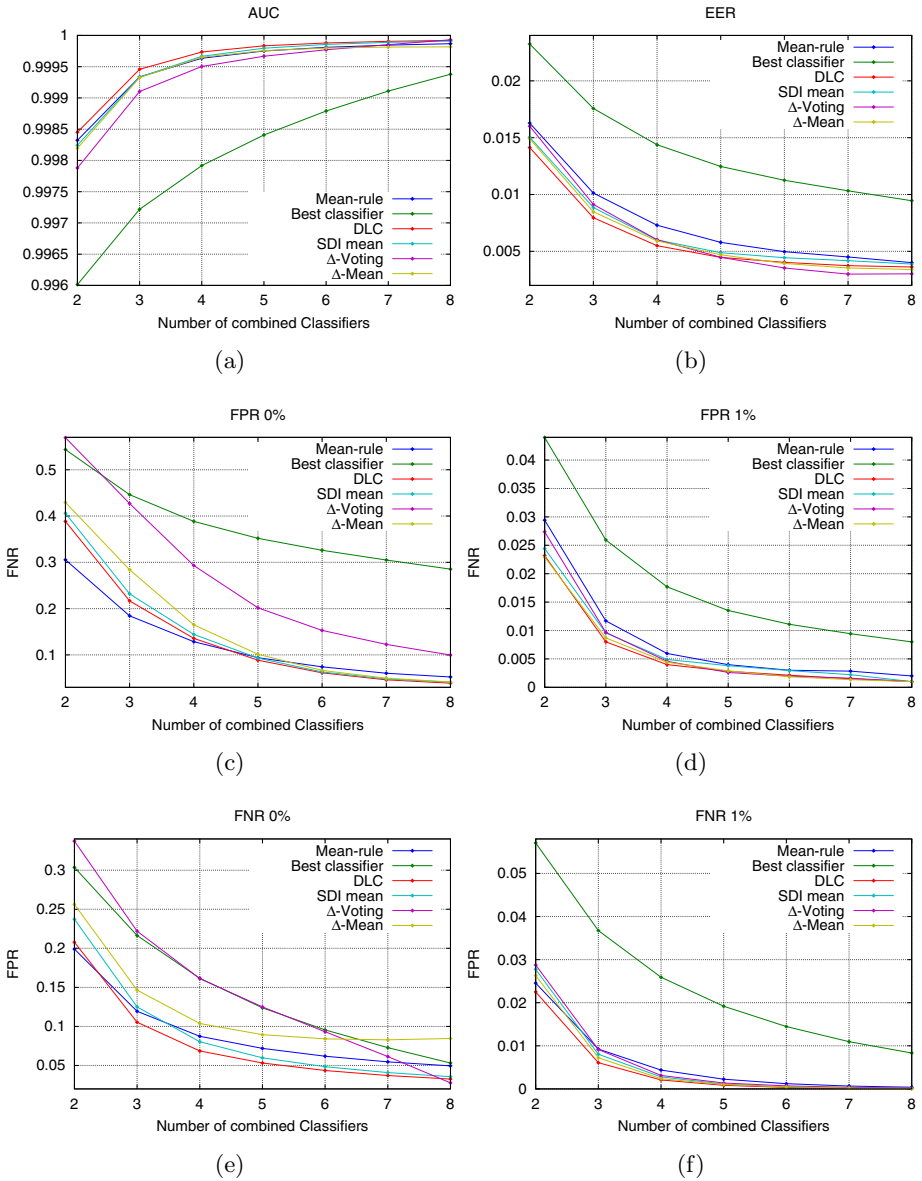 AUC
1
0.9995
0.999
0.9985
0.998
0.9975
0.997
0.9965
0.996
Mean-rule
Best classifier
DLC
SDI mean
Δ-Voting
Δ-Mean
2 3 4 5 6 7 8
Number of combined Classifiers
(a)
EER
0.02
0.015
0.01
0.005
Mean-rule
Best classifier
DLC
SDI mean
Δ-Voting
Δ-Mean
2 3 4 5 6 7 8
Number of combined Classifiers
(b)
FPR 0%
FNR
0.5
0.4
0.3
0.2
0.1
Mean-rule
Best classifier
DLC
SDI mean
Δ-Voting
Δ-Mean
2 3 4 5 6 7 8
Number of combined Classifiers
(c)
FPR 1%
FNR
0.04
0.035
0.03
0.025
0.02
0.015
0.01
0.005
0
Mean-rule
Best classifier
DLC
SDI mean
Δ-Voting
Δ-Mean
2 3 4 5 6 7 8
Number of combined Classifiers
(d)
FNR 0%
FPR
0.3
0.25
0.2
0.15
0.1
0.05
Mean-rule
Best classifier
DLC
SDI mean
Δ-Voting
Δ-Mean
2 3 4 5 6 7 8
Number of combined Classifiers
(e)
FNR 1%
FPR
0.06
0.05
0.04
0.03
0.02
0.01
0
Mean-rule
Best classifier
DLC
SDI mean
Δ-Voting
Δ-Mean
2 3 4 5 6 7 8
Number of combined Classifiers
(f)